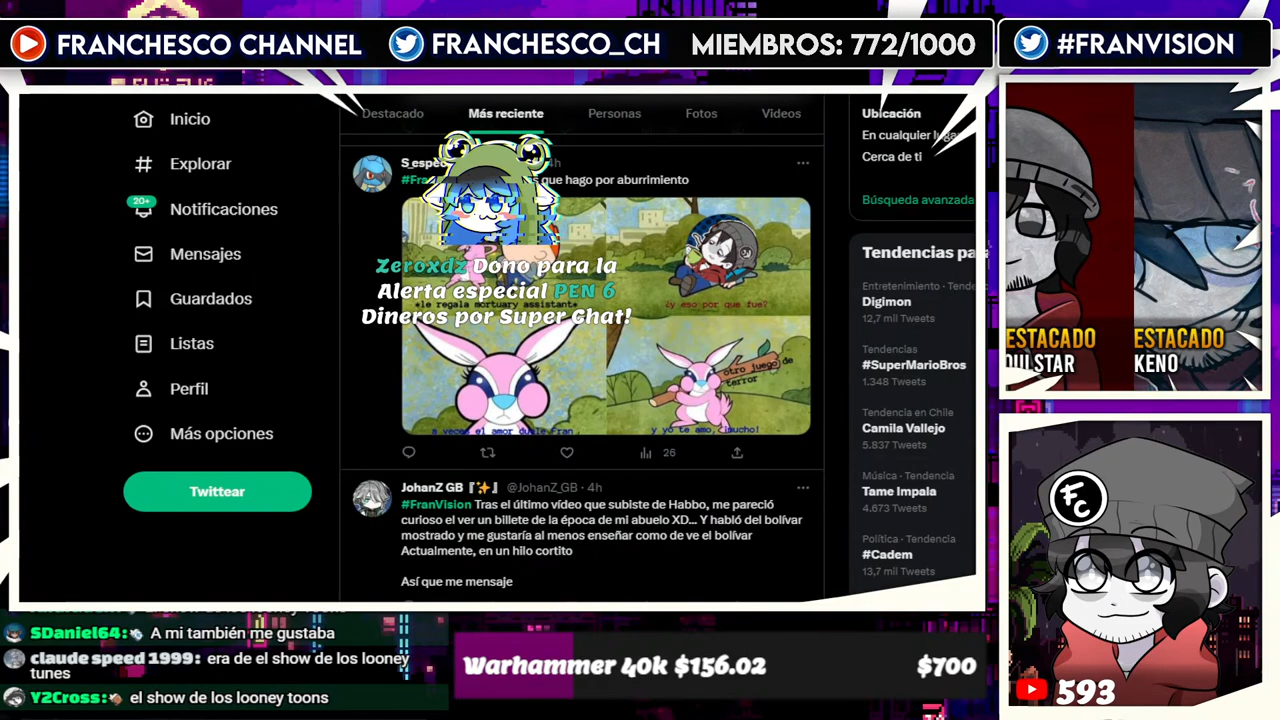 FRANCHESCO CHANNEL
FRANCHESCO_CH
MIEMBROS: 772/1000
#FRANVISION
Inicio
Explorar
20+
Notificaciones
Mensajes
Guardados
Listas
Perfil
Más opciones
Twittear
Destacado
Más reciente
Personas
Fotos
Videos
4h
que hago por aburrimiento
Zeroxdz Dono para la
Alerta especial PEN 6
Dineros por Super Chat!
*le regala mortuary assistant*
¿y eso por que fue?
otro juego de
terror
a veces el amor duele Fran
y yo te amo, ¡mucho!
26
JohanZ GB『✨』 @JohanZ_GB · 4h
#FranVision Tras el último vídeo que subiste de Habbo, me pareció
curioso el ver un billete de la época de mi abuelo XD... Y habló del bolívar
mostrado y me gustaría al menos enseñar como de ve el bolívar
Actualmente, en un hilo cortito
Así que me mensaje
Ubicación
En cualquier
Cerca de ti
Búsqueda avanzada
Tendencias
Entretenimiento ·
Digimon
12,7 mil Tweets
Tendencias
#SuperMarioBros
1.348 Tweets
Tendencia en Chile
Camila Vallejo
5.837 Tweets
Música · Tendencia
Tame Impala
4.673 Tweets
Política · Tendencia
#Cadem
13,7 mil Tweets
ESTACADO
ESTACADO
KENO
FC
593
SDaniel64: A mi también me gustaba
claude speed 1999: era de el show de los looney
tunes
Y2Cross: el show de los looney toons
Warhammer 40k $156.02
$700